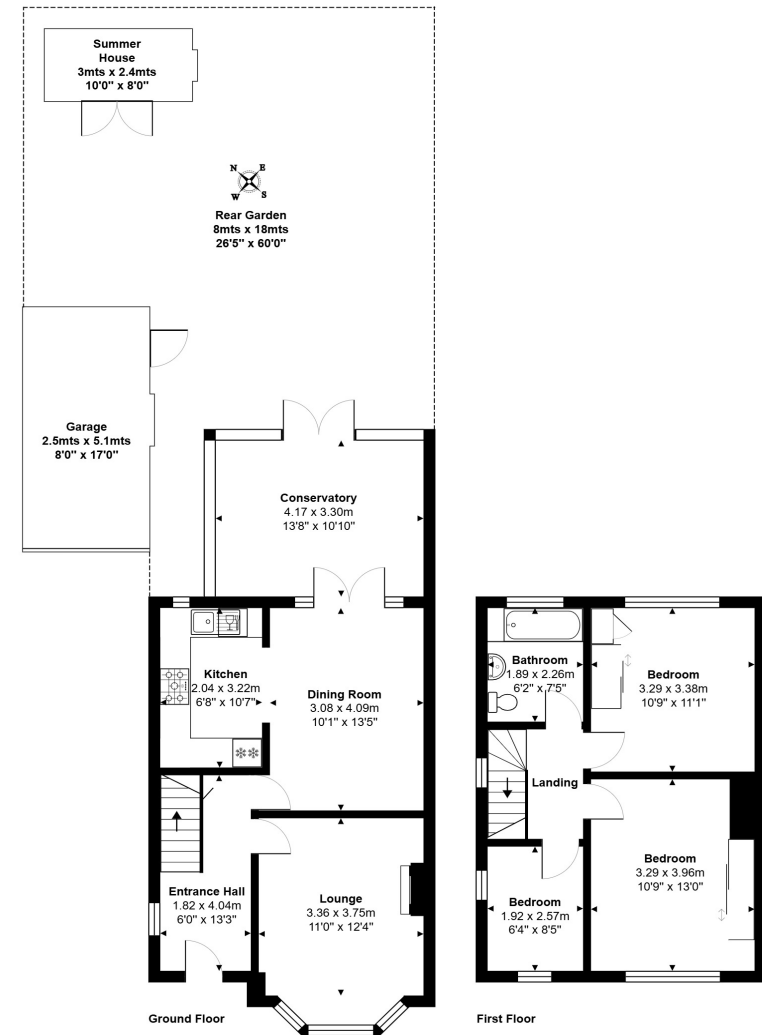 Summer
House
3mts x 2.4mts
10'0" x 8'0"
N E
W S
Rear Garden
8mts x 18mts
26'5" x 60'0"
Garage
2.5mts x 5.1mts
8'0" x 17'0"
Conservatory
4.17 x 3.30m
13'8" x 10'10"
Kitchen
2.04 x 3.22m
6'8" x 10'7"
Dining Room
3.08 x 4.09m
10'1" x 13'5"
Entrance Hall
1.82 x 4.04m
6'0" x 13'3"
Lounge
3.36 x 3.75m
11'0" x 12'4"
Ground Floor
Bathroom
1.89 x 2.26m
6'2" x 7'5"
Bedroom
3.29 x 3.38m
10'9" x 11'1"
Landing
Bedroom
3.29 x 3.96m
10'9" x 13'0"
Bedroom
1.92 x 2.57m
6'4" x 8'5"
First Floor